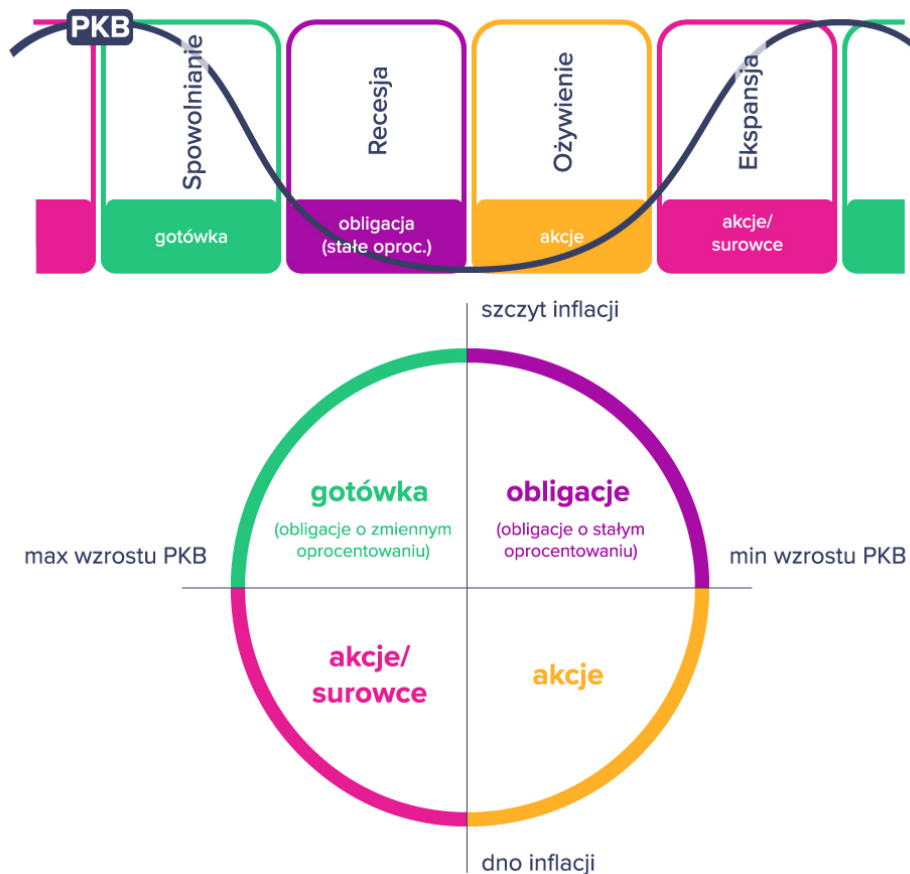 PKB
Spowolnianie
Recesja
Ożywienie
Ekspansja
gotówka
obligacja
(stałe oproc.)
akcje
akcje/
surowce
szczyt inflacji
gotówka
(obligacje o zmiennym
oprocentowaniu)
obligacje
(obligacje o stałym
oprocentowaniu)
max wzrostu PKB
min wzrostu PKB
akcje/
surowce
akcje
dno inflacji